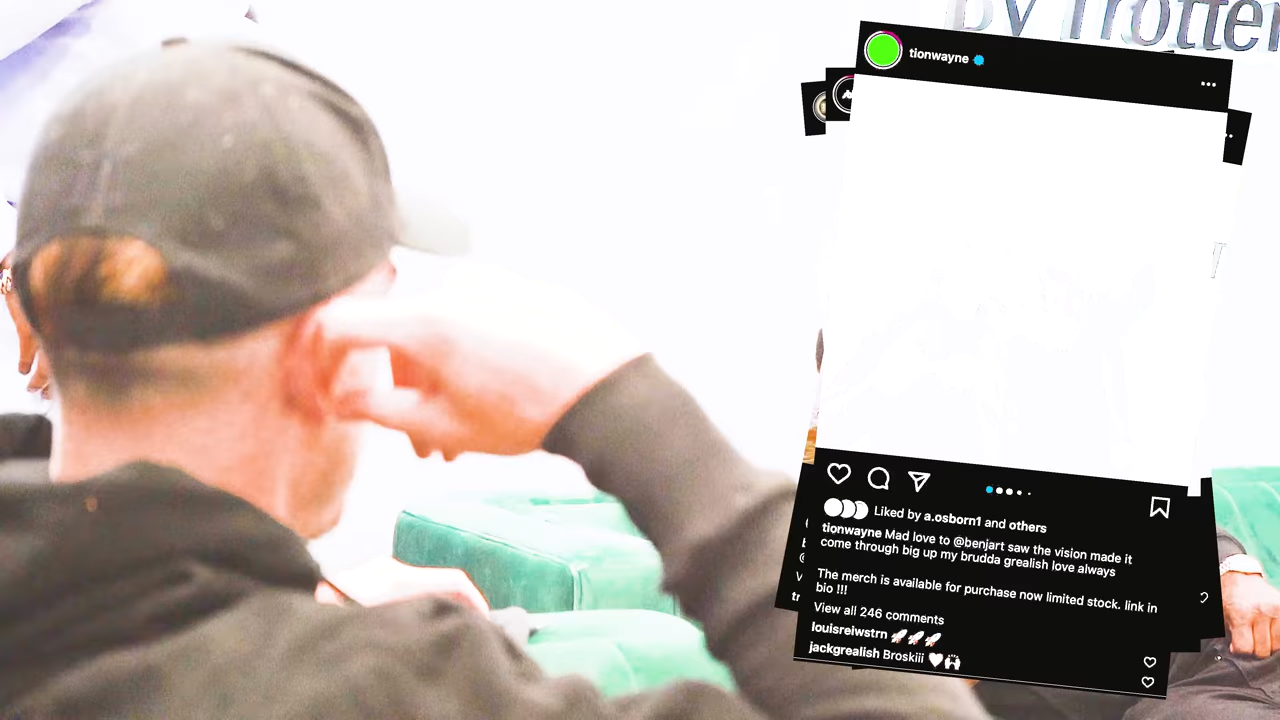 By Trotter
tionwayne
Liked by a.osborn1 and others
tionwayne Mad love to @benjart saw the vision made it
come through big up my brudda grealish love always
The merch is available for purchase now limited stock. link in
bio !!!
View all 246 comments
louisreiwstrn 🚀🚀🚀
jackgrealish Broskiii 🤍🙌